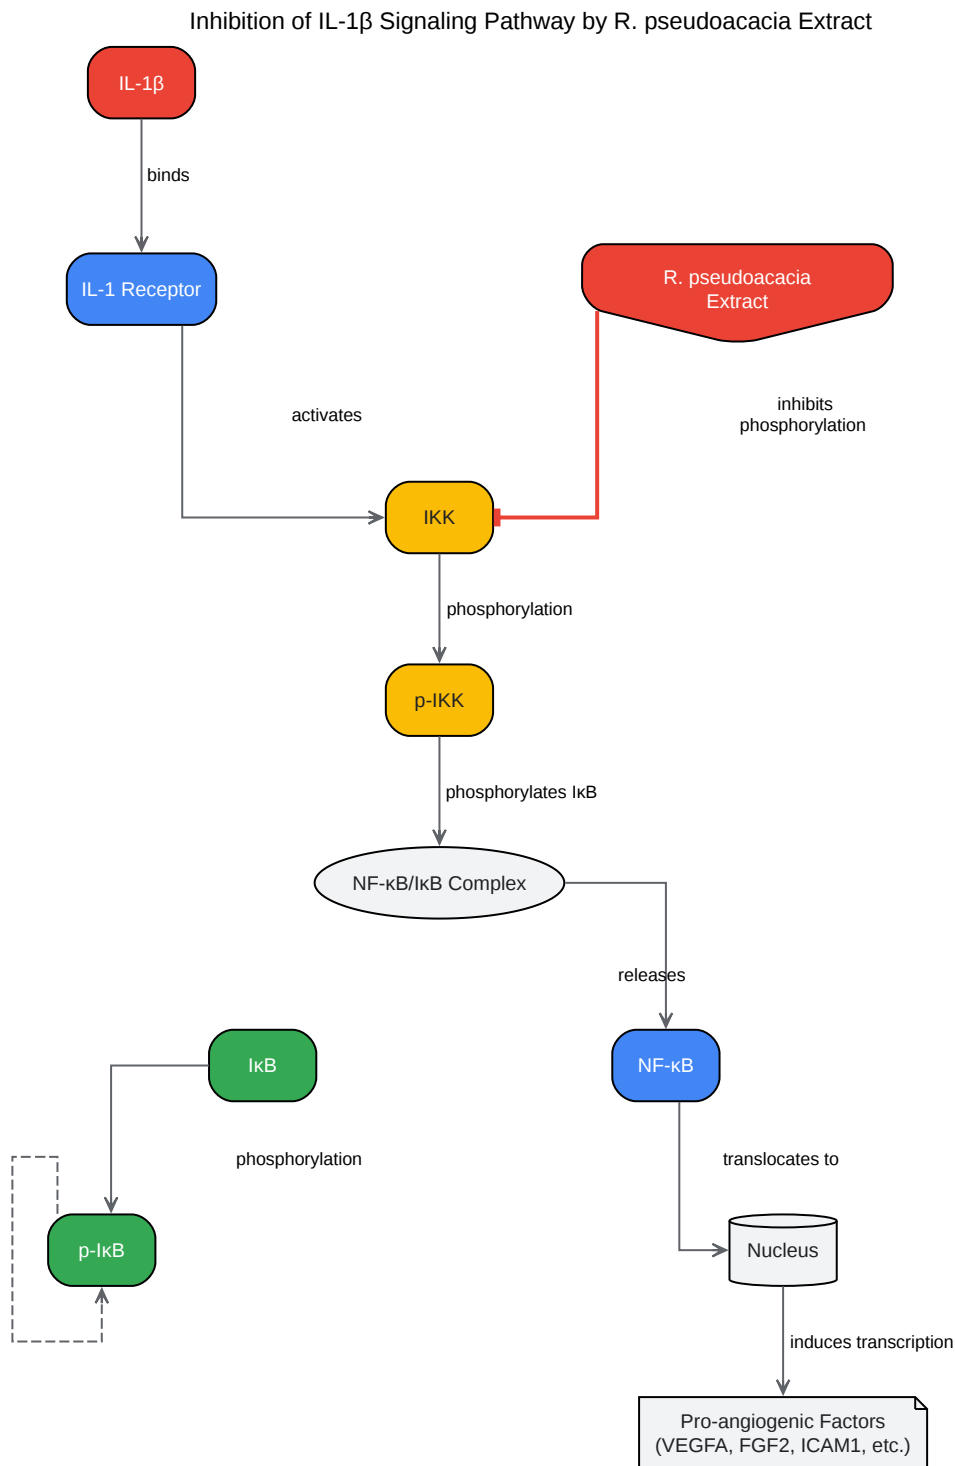 Inhibition of IL-1β Signaling Pathway by R. pseudoacacia Extract
IL-1β
binds
IL-1 Receptor
R. pseudoacacia
Extract
activates
inhibits
phosphorylation
IKK
phosphorylation
p-IKK
phosphorylates IκB
NF-κB/IκB Complex
releases
IκB
NF-κB
phosphorylation
translocates to
p-IκB
Nucleus
induces transcription
Pro-angiogenic Factors
(VEGFA, FGF2, ICAM1, etc.)